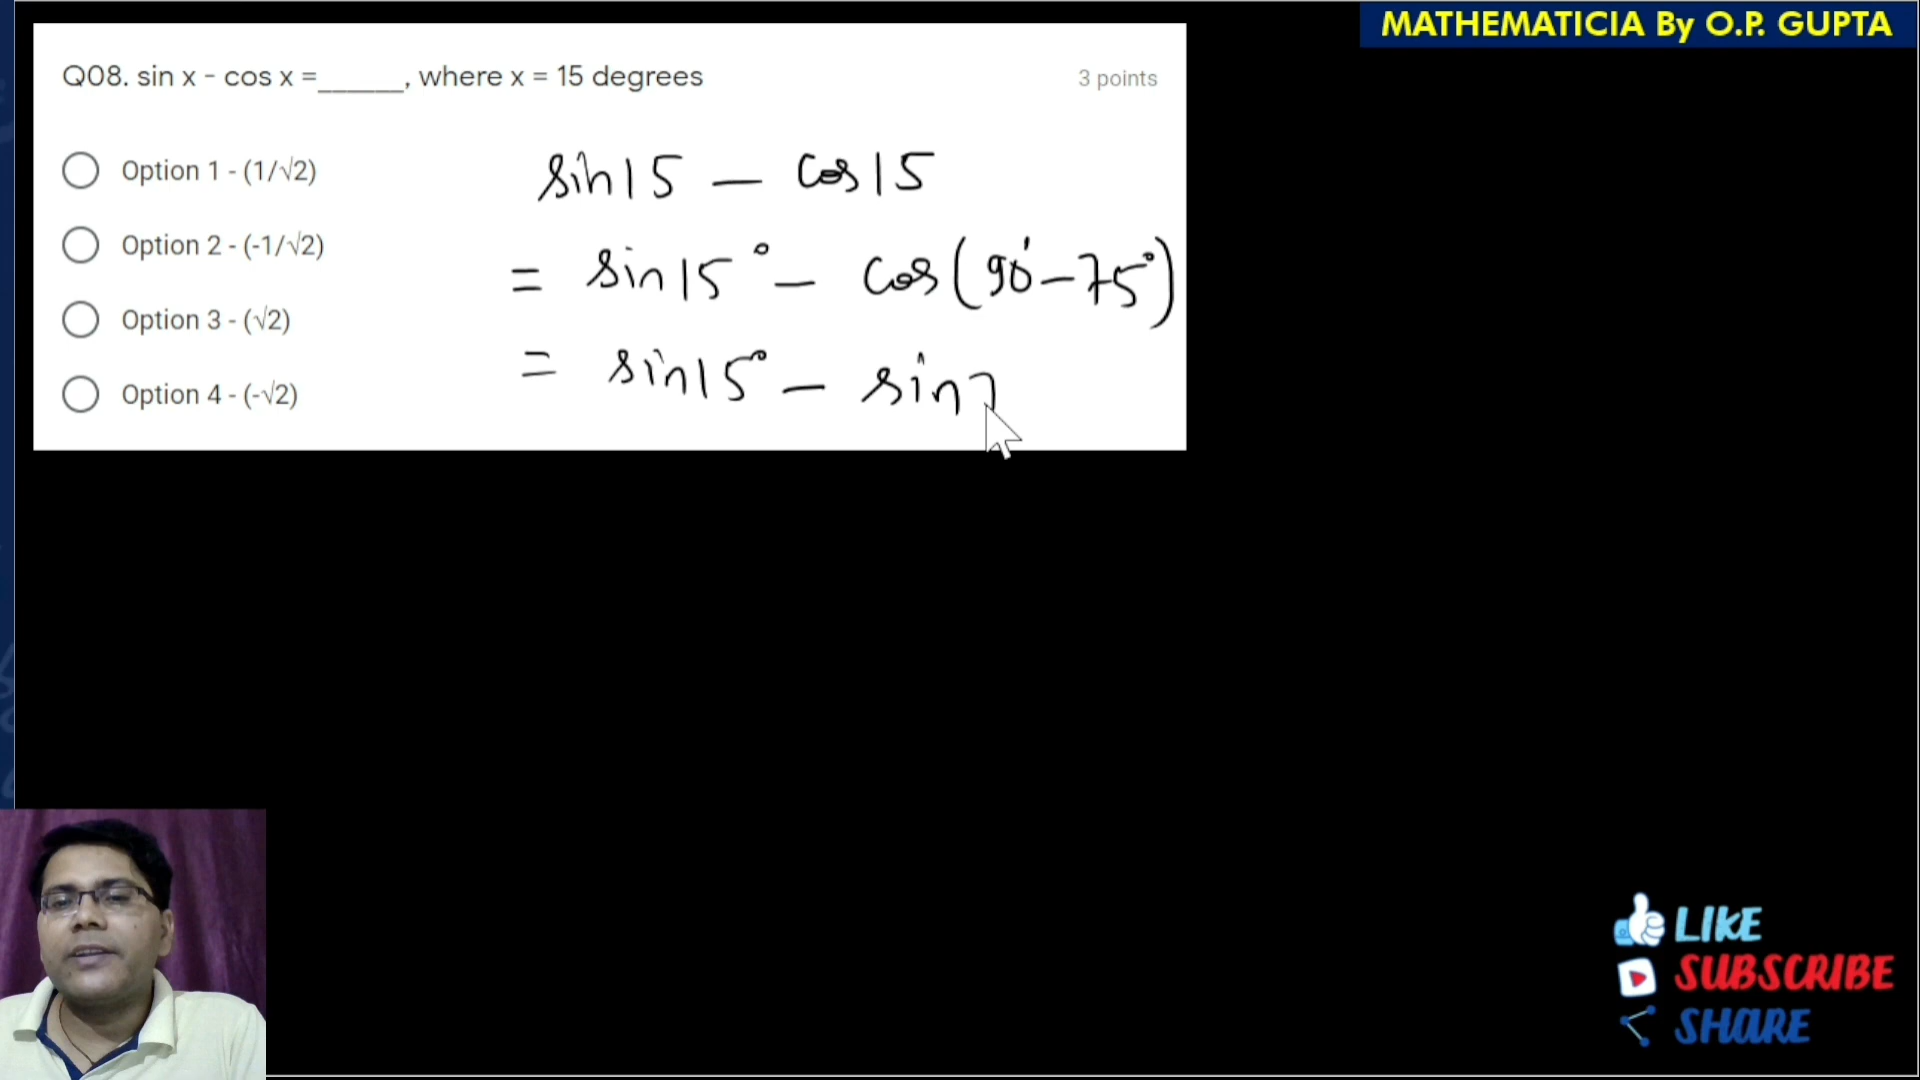 MATHEMATICIA By O.P. GUPTA
Q08. sin x - cos x =______, where x = 15 degrees
3 points
Option 1 - (1/√2)
Option 2 - (-1/√2)
Option 3 - (√2)
Option 4 - (-√2)
sin15 – cos15
= sin15° – cos(90°–75°)
= sin15° – sin7
LIKE
SUBSCRIBE
SHARE